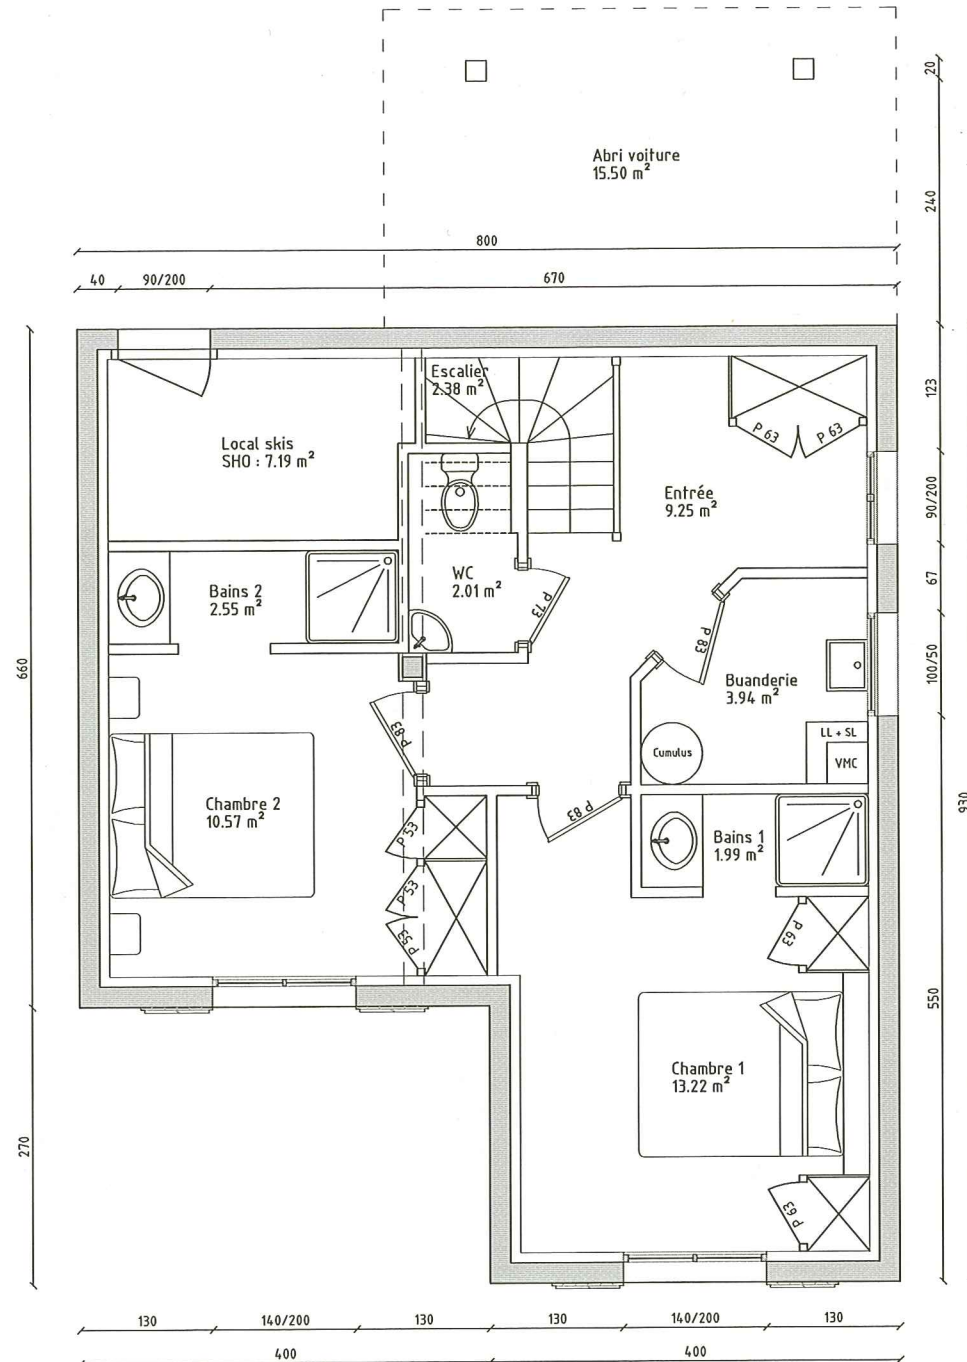 Abri voiture
15.50 m²
20
240
800
40
90/200
670
Escalier
2.38 m²
P 63
P 63
123
Local skis
SHO : 7.19 m²
Entrée
9.25 m²
90/200
WC
2.01 m²
P 73
67
Bains 2
2.55 m²
P 83
100/50
660
Buanderie
3.94 m²
LL + SL
VMC
Cumulus
P 83
P 83
930
Chambre 2
10.57 m²
P 53
P 53
P 53
Bains 1
1.99 m²
P 63
550
Chambre 1
13.22 m²
270
P 63
130
140/200
130
130
140/200
130
400
400